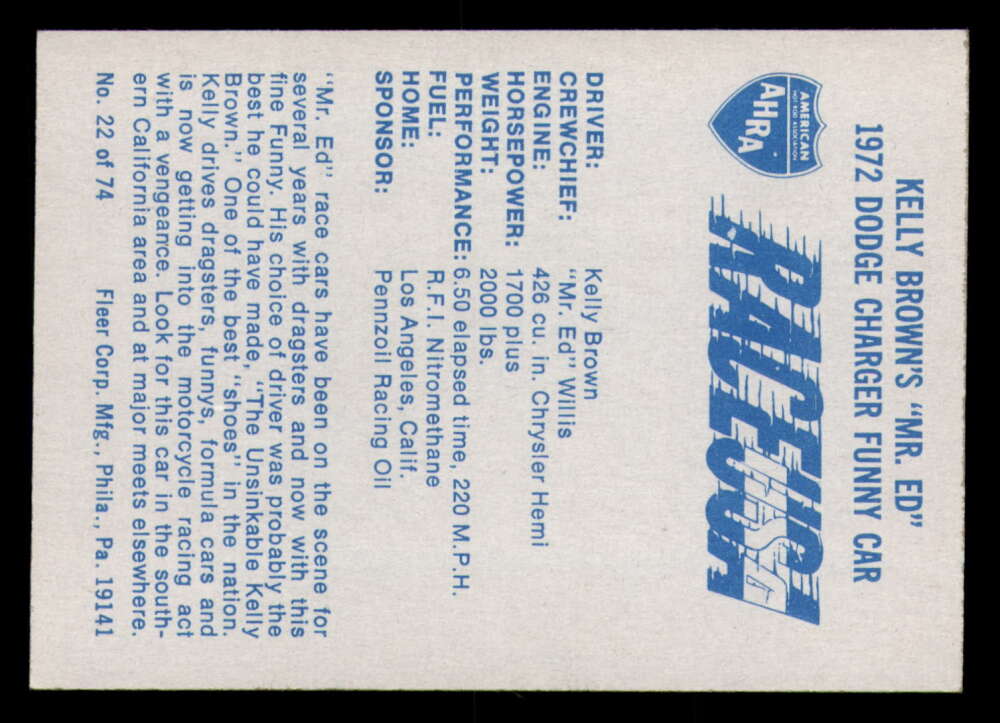 KELLY BROWN'S "MR. ED"
1972 DODGE CHARGER FUNNY CAR
AMERICAN
HOT ROD ASSOCIATION
AHRA
RACE USA
DRIVER: Kelly Brown
CREWCHIEF: "Mr. Ed" Willis
ENGINE: 426 cu. in. Chrysler Hemi
HORSEPOWER: 1700 plus
WEIGHT: 2000 lbs.
PERFORMANCE: 6.50 elapsed time, 220 M.P.H.
FUEL: R.F.I. Nitromethane
HOME: Los Angeles, Calif.
SPONSOR: Pennzoil Racing Oil
"Mr. Ed" race cars have been on the scene for
several years with dragsters and now with this
fine Funny. His choice of driver was probably the
best he could have made, "The Unsinkable Kelly
Brown." One of the best "shoes" in the nation.
Kelly drives dragsters, funnys, formula cars and
is now getting into the motorcycle racing act
with a vengeance. Look for this car in the south-
ern California area and at major meets elsewhere.
No. 22 of 74 Fleer Corp. Mfg., Phila., Pa. 19141